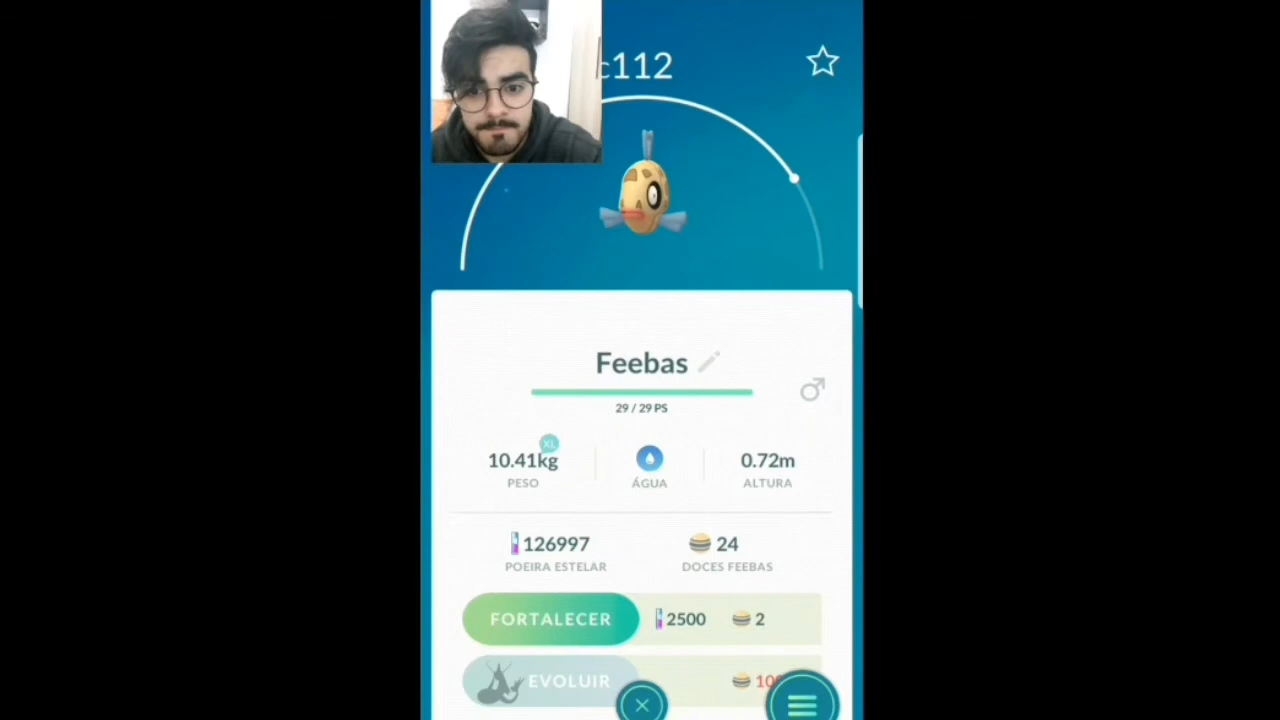 c112
Feebas
29 / 29 PS
XL
10.41kg
PESO
ÁGUA
0.72m
ALTURA
126997
POEIRA ESTELAR
24
DOCES FEEBAS
FORTALECER 2500 2
EVOLUIR